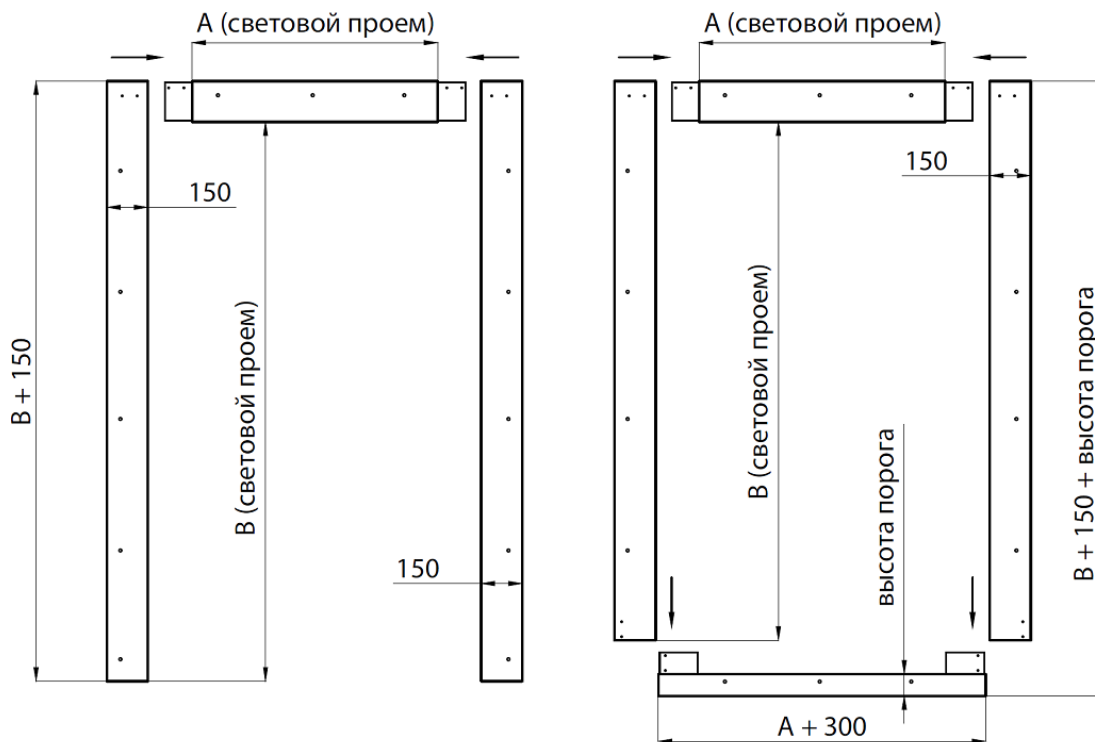 А (световой проем)
150
В + 150
В (световой проем)
150
А (световой проем)
150
В (световой проем)
высота порога
В + 150 + высота порога
А + 300